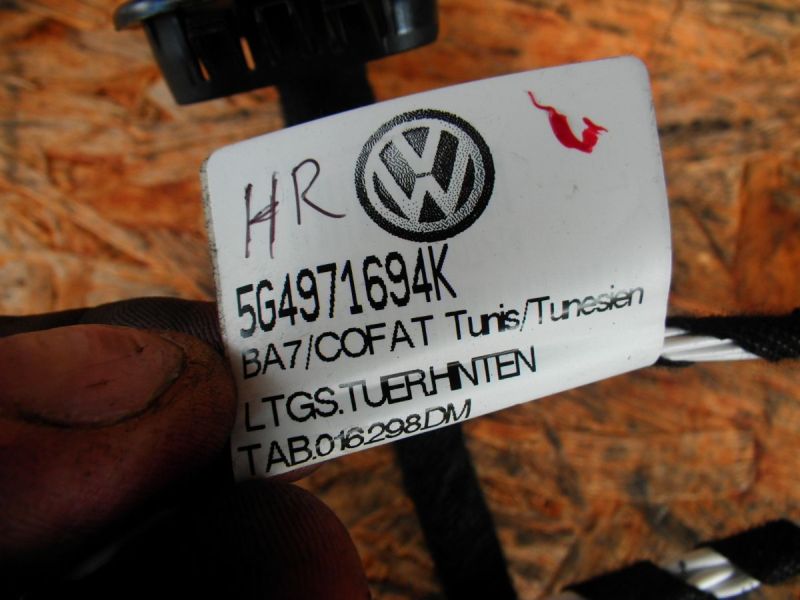 HR
5G4971694K
BA7/COFAT Tunis/Tunesien
LTGS.TUER.HINTEN
TAB.016.298.DM